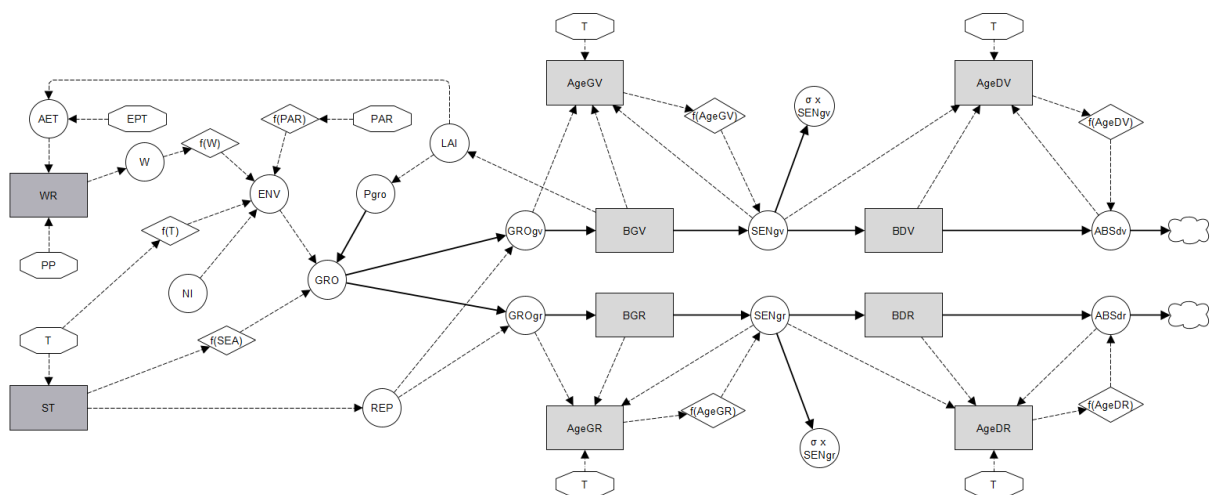 T
T
AgeGV
AgeDV
σ x
SENgv
AET
EPT
f(PAR)
PAR
f(AgeGV)
f(AgeDV)
W
f(W)
LAI
WR
ENV
Pgro
f(T)
GROgv
BGV
SENgv
BDV
ABSdv
PP
NI
GRO
T
f(SEA)
GROgr
BGR
SENgr
BDR
ABSdr
ST
REP
AgeGR
f(AgeGR)
AgeDR
f(AgeDR)
σ x
SENgr
T
T